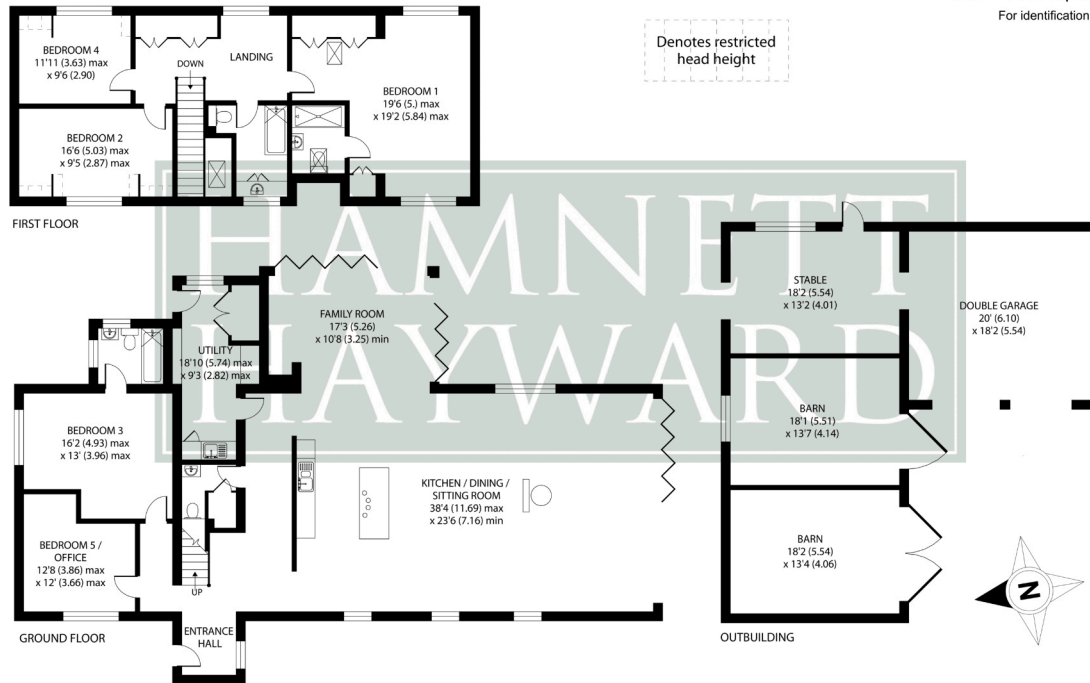 For identification
Denotes restricted
head height
BEDROOM 4
11'11 (3.63) max
x 9'6 (2.90)
DOWN
LANDING
BEDROOM 1
19'6 (5.) max
x 19'2 (5.84) max
BEDROOM 2
16'6 (5.03) max
x 9'5 (2.87) max
FIRST FLOOR
HAMNETT
HAYWARD
STABLE
18'2 (5.54)
x 13'2 (4.01)
DOUBLE GARAGE
20' (6.10)
x 18'2 (5.54)
FAMILY ROOM
17'3 (5.26)
x 10'8 (3.25) min
UTILITY
18'10 (5.74) max
x 9'3 (2.82) max
BARN
18'1 (5.51)
x 13'7 (4.14)
BEDROOM 3
16'2 (4.93) max
x 13' (3.96) max
KITCHEN / DINING /
SITTING ROOM
38'4 (11.69) max
x 23'6 (7.16) min
BEDROOM 5 /
OFFICE
12'8 (3.86) max
x 12' (3.66) max
BARN
18'2 (5.54)
x 13'4 (4.06)
UP
N
ENTRANCE
HALL
GROUND FLOOR
OUTBUILDING